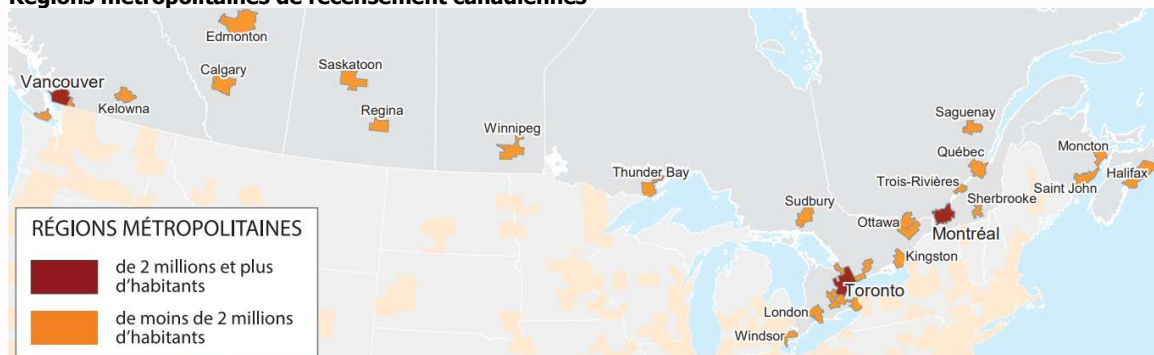 Régions métropolitaines de recensement canadiennes
Edmonton
Calgary
Saskatoon
Vancouver
Kelowna
Regina
Winnipeg
Thunder Bay
Saguenay
Québec
Moncton
Trois-Rivières
Halifax
Saint John
Sherbrooke
Sudbury
Ottawa
Montréal
Kingston
Toronto
London
Windsor
RÉGIONS MÉTROPOLITAINES
de 2 millions et plus
d'habitants
de moins de 2 millions
d'habitants